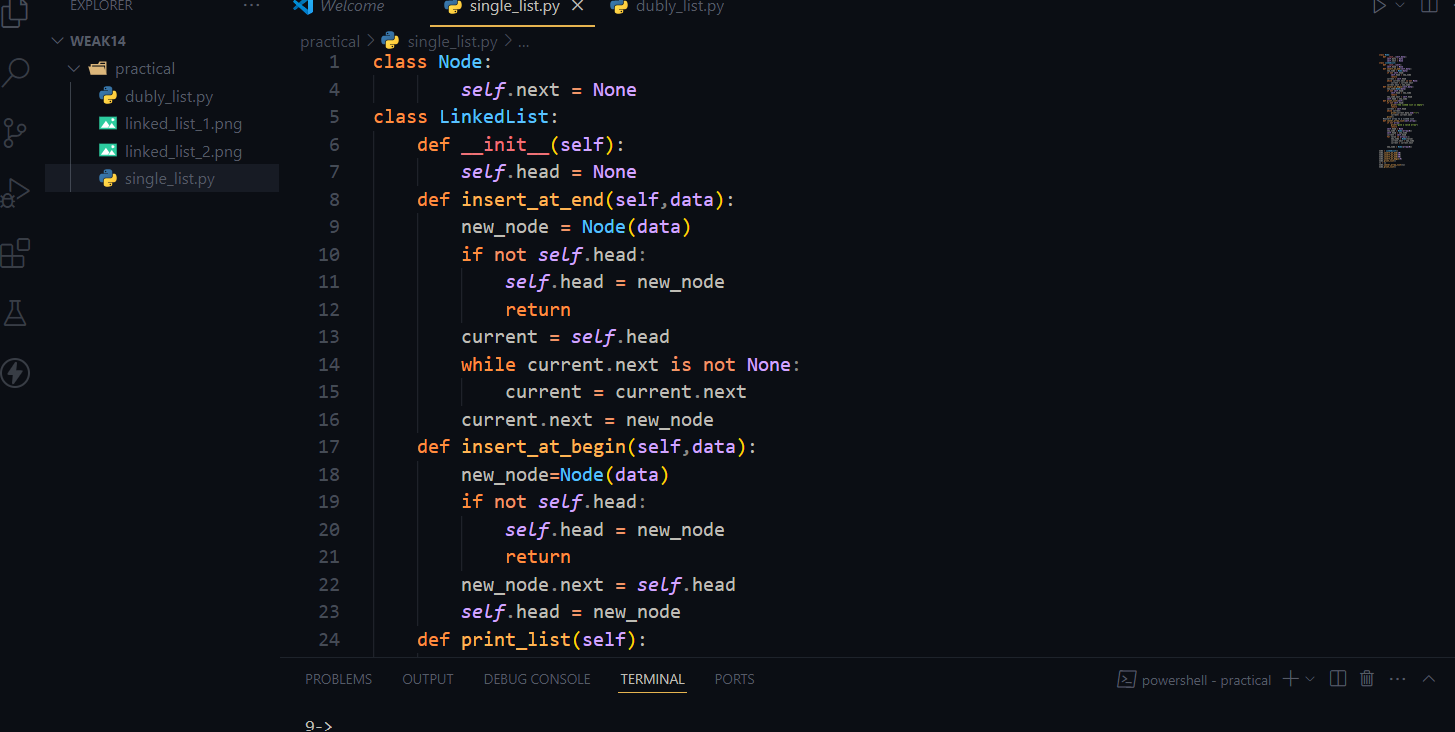 EXPLORER ...
WEAK14
practical
dubly_list.py
linked_list_1.png
linked_list_2.png
single_list.py
Welcome single_list.py dubly_list.py
practical > single_list.py > ...
1 class Node:
4 self.next = None
5 class LinkedList:
6 def __init__(self):
7 self.head = None
8 def insert_at_end(self,data):
9 new_node = Node(data)
10 if not self.head:
11 self.head = new_node
12 return
13 current = self.head
14 while current.next is not None:
15 current = current.next
16 current.next = new_node
17 def insert_at_begin(self,data):
18 new_node=Node(data)
19 if not self.head:
20 self.head = new_node
21 return
22 new_node.next = self.head
23 self.head = new_node
24 def print_list(self):
PROBLEMS OUTPUT DEBUG CONSOLE TERMINAL PORTS powershell - practical
9->